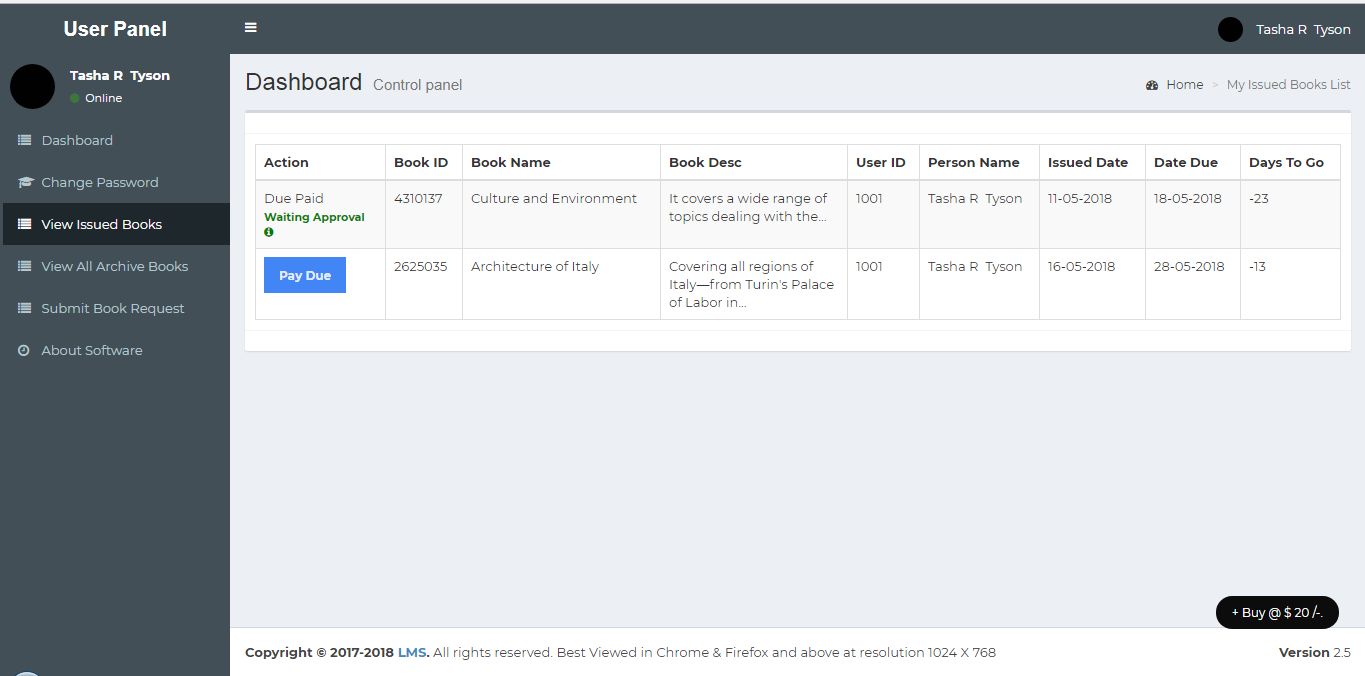 User Panel
Tasha R  Tyson
Tasha R  Tyson
Online
Dashboard
Change Password
View Issued Books
View All Archive Books
Submit Book Request
About Software
Dashboard Control panel
Home > My Issued Books List
Action Book ID Book Name Book Desc User ID Person Name Issued Date Date Due Days To Go
Due Paid 4310137 Culture and Environment It covers a wide range of 1001 Tasha R  Tyson 11-05-2018 18-05-2018 -23
Waiting Approval topics dealing with the...
Pay Due 2625035 Architecture of Italy Covering all regions of 1001 Tasha R  Tyson 16-05-2018 28-05-2018 -13
Italy—from Turin's Palace
of Labor in...
+ Buy @ $ 20 /-.
Copyright © 2017-2018 LMS. All rights reserved. Best Viewed in Chrome & Firefox and above at resolution 1024 X 768
Version 2.5